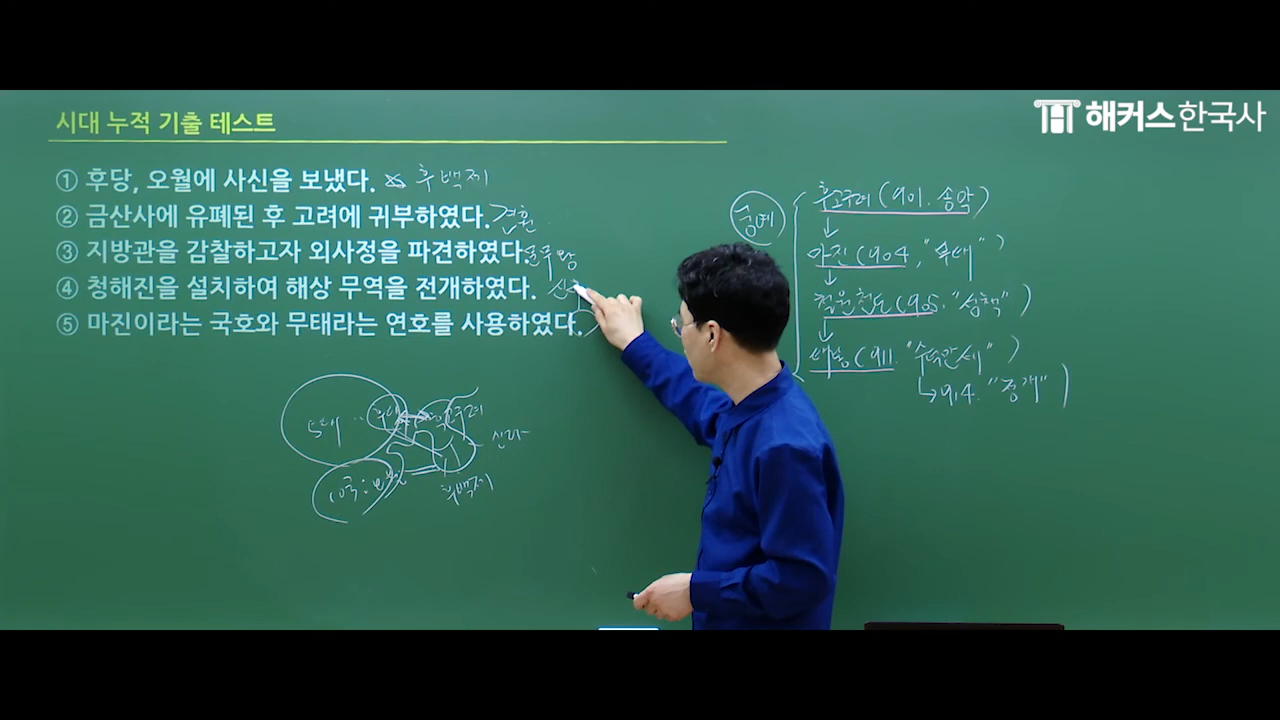 시대 누적 기출 테스트
해커스한국사
① 후당, 오월에 사신을 보냈다. 후백제
② 금산사에 유폐된 후 고려에 귀부하였다. 견훤
③ 지방관을 감찰하고자 외사정을 파견하였다. 문무왕
④ 청해진을 설치하여 해상 무역을 전개하였다.
⑤ 마진이라는 국호와 무태라는 연호를 사용하였다.
궁예
후고구려 (901. 송악)
마진 (904, "무태")
철원천도 (905. "성책")
태봉 (911. "수덕만세")
→ 914. "정개")
5대
신라
10국:오월
후백제